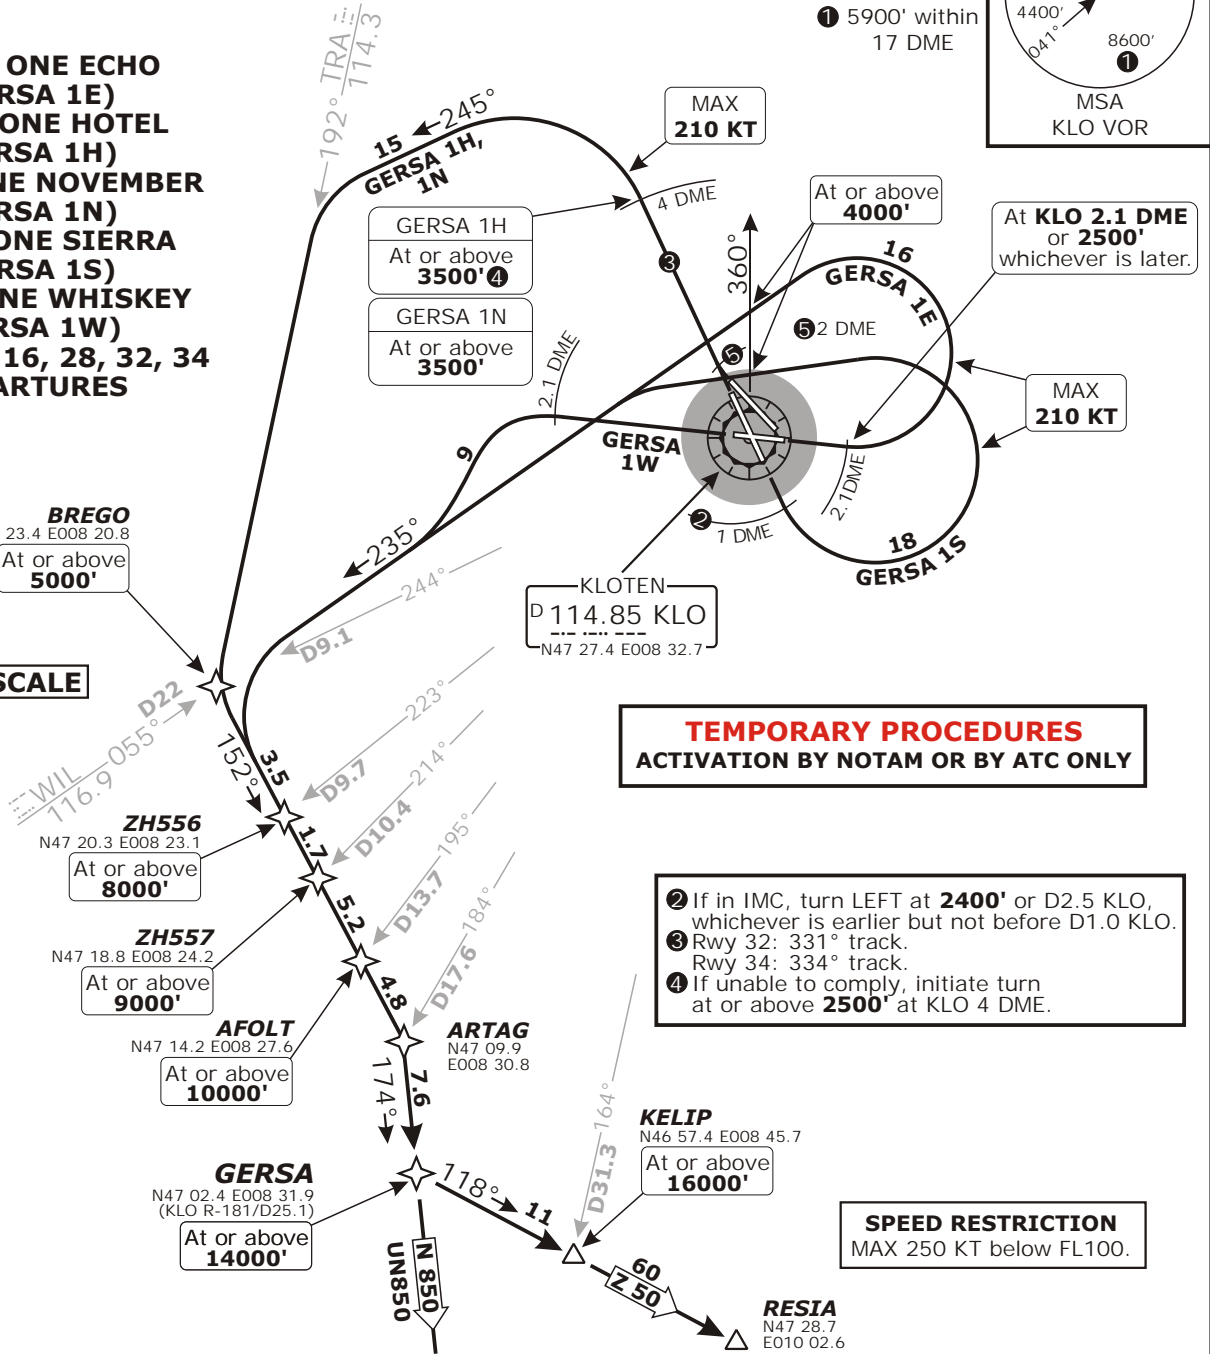 ❶ 5900' within
17 DME
4400'
041°
8600'
❶
MSA
KLO VOR
ONE ECHO
RSA 1E)
ONE HOTEL
RSA 1H)
NE NOVEMBER
RSA 1N)
ONE SIERRA
RSA 1S)
NE WHISKEY
RSA 1W)
16, 28, 32, 34
ARTURES
192° TRA
114.3
15
245°
GERSA 1H,
1N
MAX
210 KT
4 DME
GERSA 1H
At or above
3500' ❹
GERSA 1N
At or above
3500'
❸
360°
At or above
4000'
At KLO 2.1 DME
or 2500'
whichever is later.
16
GERSA 1E
❺ 2 DME
❺
MAX
210 KT
2.1 DME
9
GERSA
1W
2.1 DME
❷ 1 DME
18
GERSA 1S
235°
KLOTEN
D 114.85 KLO
N47 27.4 E008 32.7
BREGO
23.4 E008 20.8
At or above
5000'
244°
D9.1
SCALE
D22
055°
WIL
116.9
152°
3.5
223°
D9.7
214°
D10.4
195°
D13.7
184°
D17.6
TEMPORARY PROCEDURES
ACTIVATION BY NOTAM OR BY ATC ONLY
ZH556
N47 20.3 E008 23.1
At or above
8000'
1.7
ZH557
N47 18.8 E008 24.2
At or above
9000'
5.2
❷ If in IMC, turn LEFT at 2400' or D2.5 KLO,
whichever is earlier but not before D1.0 KLO.
❸ Rwy 32: 331° track.
Rwy 34: 334° track.
❹ If unable to comply, initiate turn
at or above 2500' at KLO 4 DME.
AFOLT
N47 14.2 E008 27.6
At or above
10000'
4.8
ARTAG
N47 09.9
E008 30.8
174°
7.6
164°
D31.3
KELIP
N46 57.4 E008 45.7
At or above
16000'
GERSA
N47 02.4 E008 31.9
(KLO R-181/D25.1)
At or above
14000'
118°
11
N 850
UN850
60
Z 50
SPEED RESTRICTION
MAX 250 KT below FL100.
RESIA
N47 28.7
E010 02.6